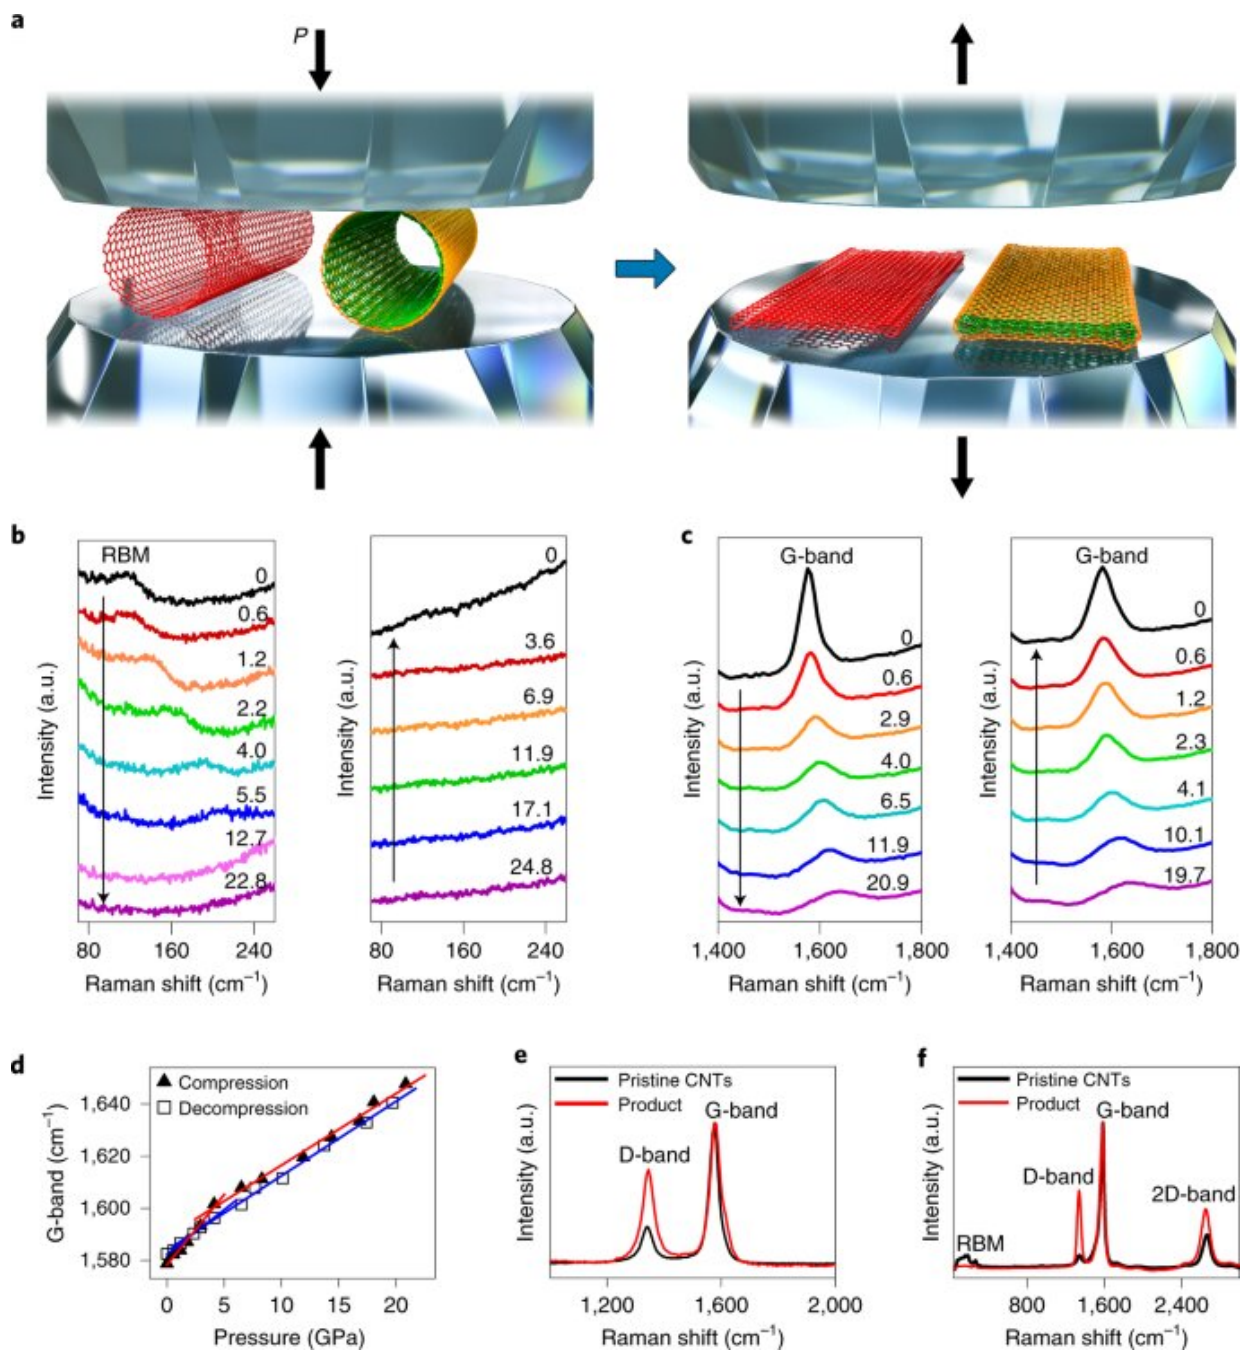 a
P
b
RBM
0
0.6
1.2
2.2
4.0
5.5
12.7
22.8
Intensity (a.u.)
80 160 240
Raman shift (cm⁻¹)
0
3.6
6.9
11.9
17.1
24.8
Intensity (a.u.)
80 160 240
Raman shift (cm⁻¹)
c
G-band
0
0.6
2.9
4.0
6.5
11.9
20.9
Intensity (a.u.)
1,400 1,600 1,800
Raman shift (cm⁻¹)
G-band
0
0.6
1.2
2.3
4.1
10.1
19.7
Intensity (a.u.)
1,400 1,600 1,800
Raman shift (cm⁻¹)
d
Compression
Decompression
G-band (cm⁻¹)
1,640
1,620
1,600
1,580
0 5 10 15 20
Pressure (GPa)
e
Pristine CNTs
Product
G-band
D-band
Intensity (a.u.)
1,200 1,600 2,000
Raman shift (cm⁻¹)
f
Pristine CNTs
Product
G-band
D-band
2D-band
RBM
Intensity (a.u.)
800 1,600 2,400
Raman shift (cm⁻¹)